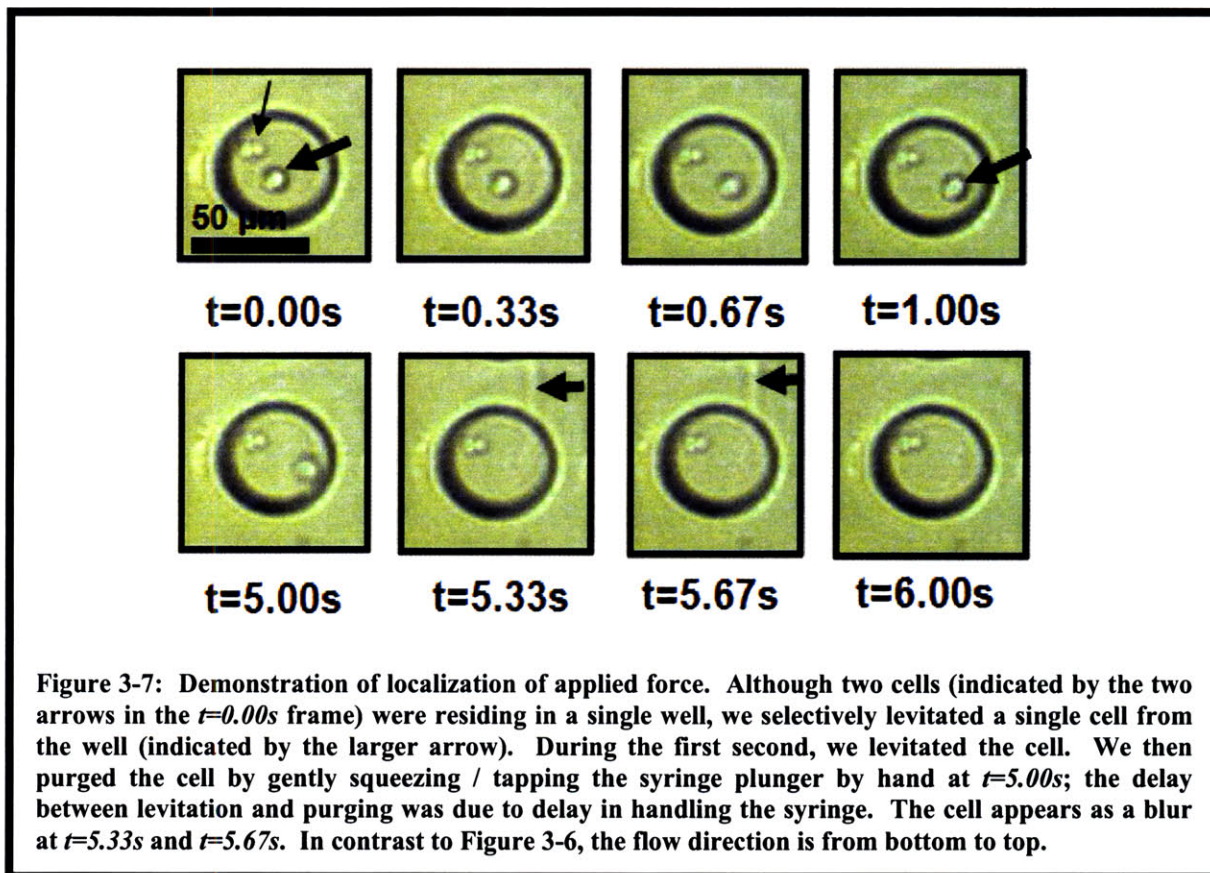 50 µm
t=0.00s t=0.33s t=0.67s t=1.00s
t=5.00s t=5.33s t=5.67s t=6.00s
Figure 3-7: Demonstration of localization of applied force. Although two cells (indicated by the two
arrows in the t=0.00s frame) were residing in a single well, we selectively levitated a single cell from
the well (indicated by the larger arrow). During the first second, we levitated the cell. We then
purged the cell by gently squeezing / tapping the syringe plunger by hand at t=5.00s; the delay
between levitation and purging was due to delay in handling the syringe. The cell appears as a blur
at t=5.33s and t=5.67s. In contrast to Figure 3-6, the flow direction is from bottom to top.